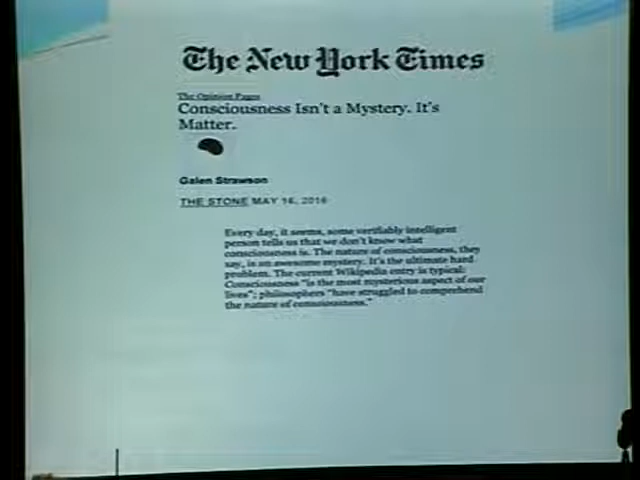 The New York Times
The Opinion Pages
Consciousness Isn't a Mystery. It's
Matter.
Galen Strawson
THE STONE MAY 16, 2016
Every day, it seems, some verifiably intelligent
person tells us that we don't know what
consciousness is. The nature of consciousness, they
say, is an awesome mystery. It's the ultimate hard
problem. The current Wikipedia entry is typical:
Consciousness "is the most mysterious aspect of our
lives"; philosophers "have struggled to comprehend
the nature of consciousness."